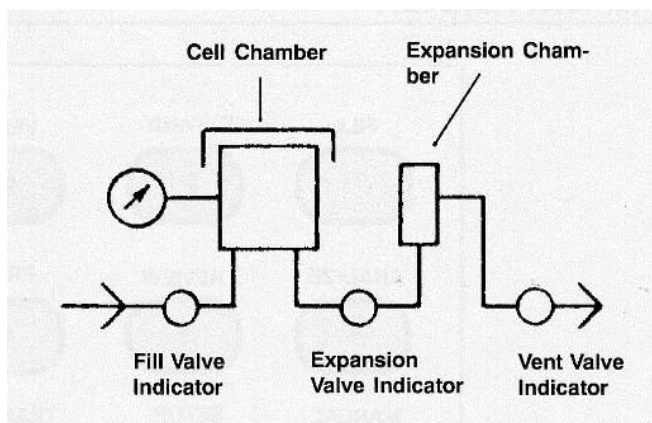 Cell Chamber
Expansion Cham-
ber
Fill Valve
Indicator
Expansion
Valve Indicator
Vent Valve
Indicator